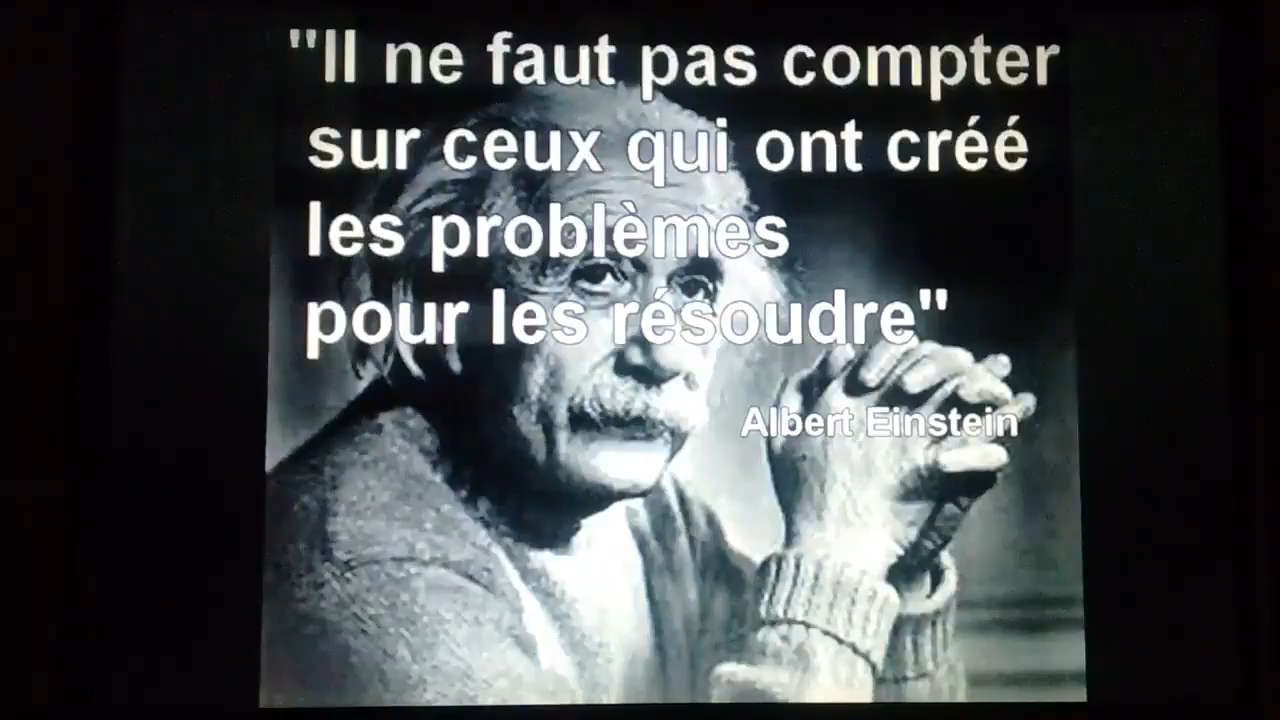 "Il ne faut pas compter
sur ceux qui ont créé
les problèmes
pour les résoudre"
Albert Einstein